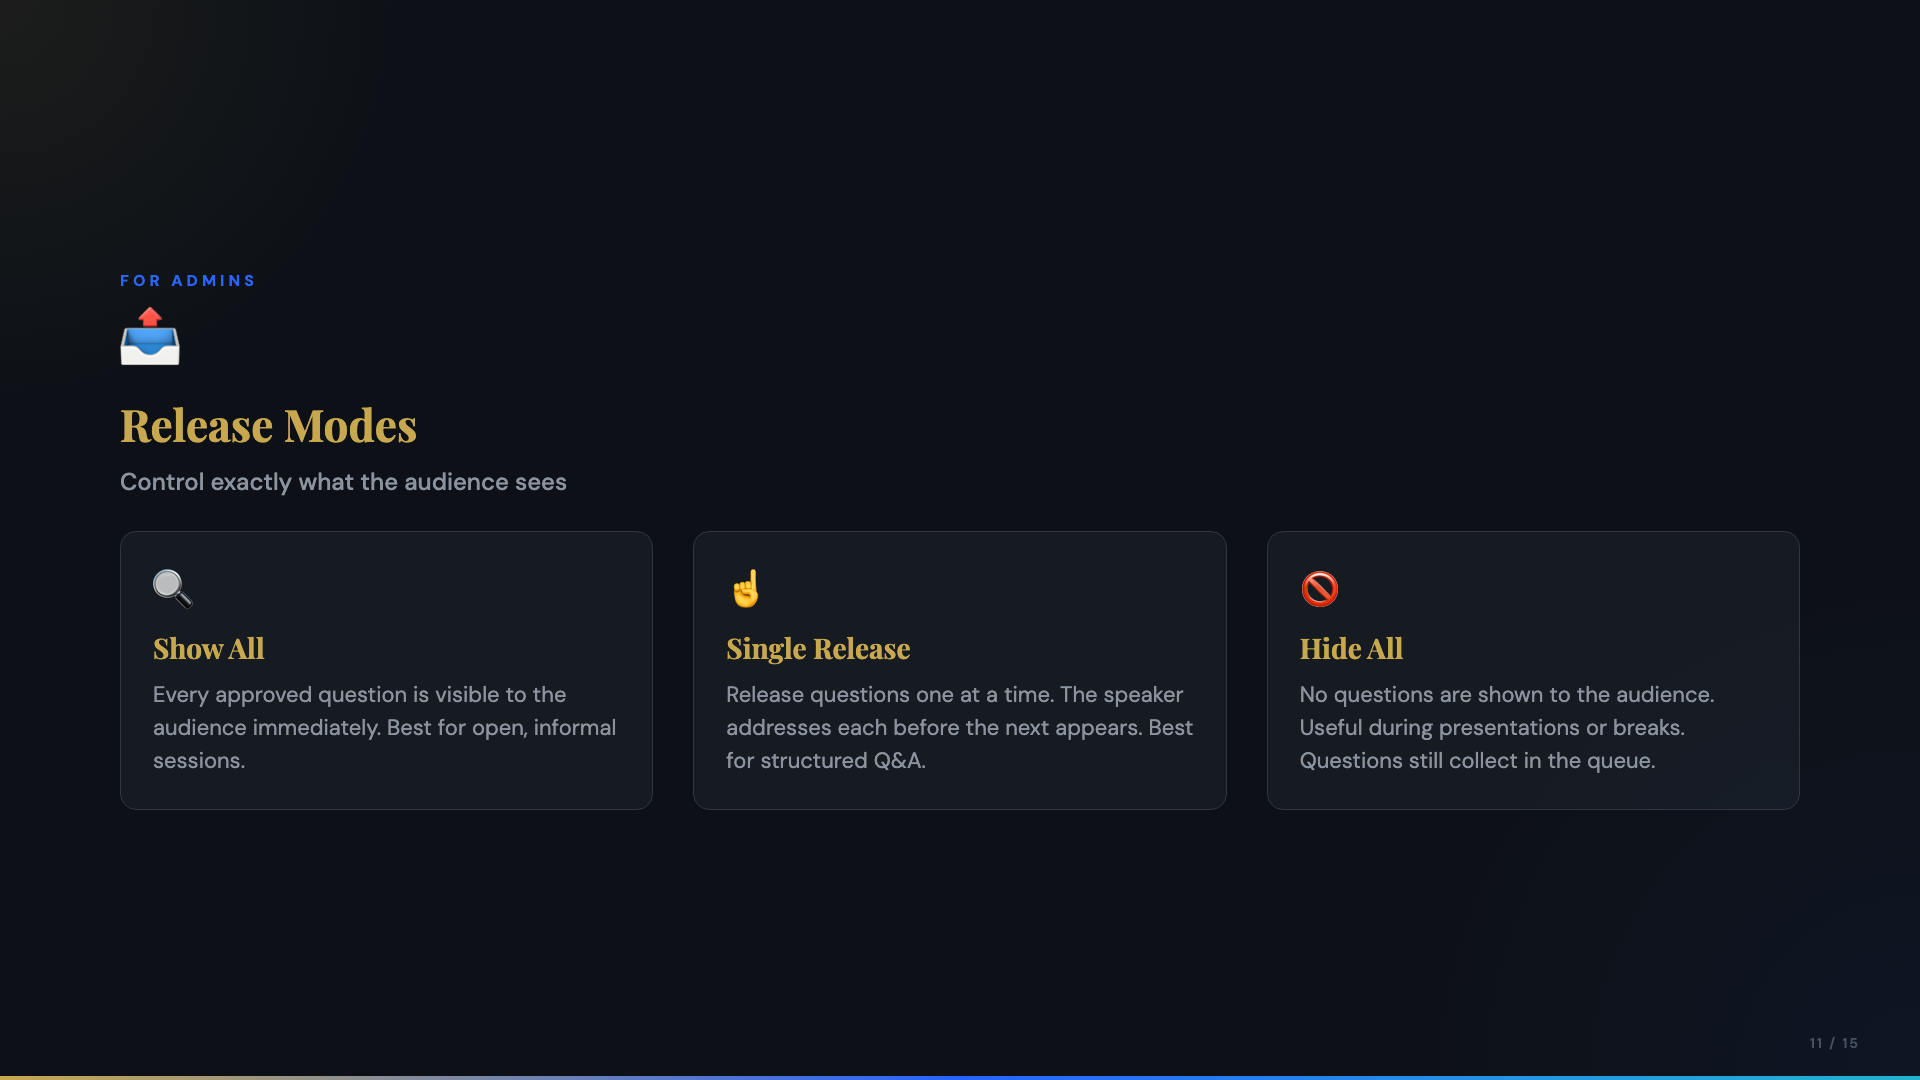 FOR ADMINS
Release Modes
Control exactly what the audience sees
Show All
Every approved question is visible to the
audience immediately. Best for open, informal
sessions.
Single Release
Release questions one at a time. The speaker
addresses each before the next appears. Best
for structured Q&A.
Hide All
No questions are shown to the audience.
Useful during presentations or breaks.
Questions still collect in the queue.
11 / 15